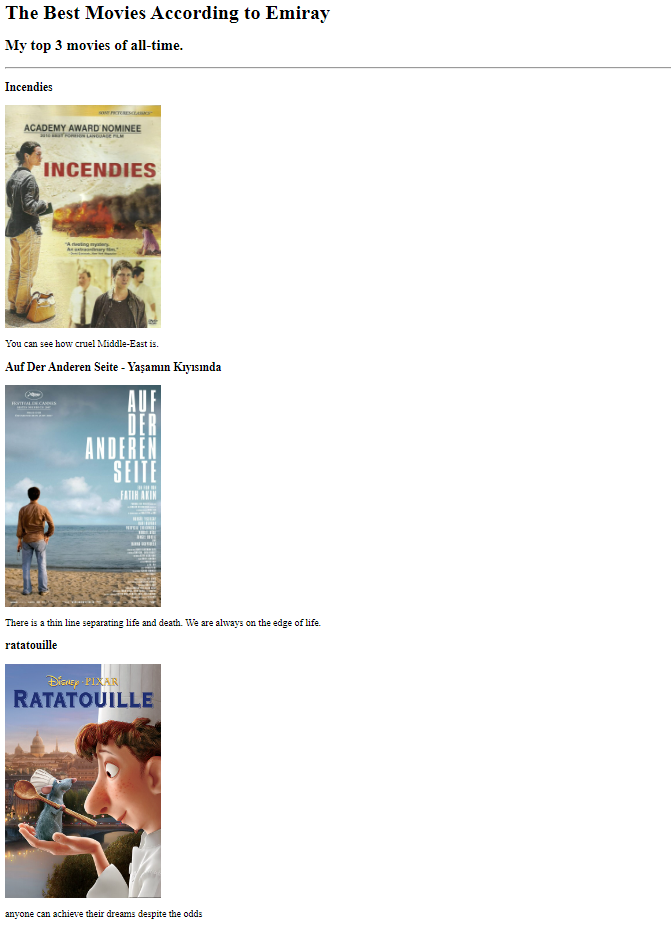 The Best Movies According to Emiray
My top 3 movies of all-time.
Incendies
ACADEMY AWARD NOMINEE
2010 BEST FOREIGN LANGUAGE FILM
INCENDIES
"A riveting mystery.
An extraordinary film."
You can see how cruel Middle-East is.
Auf Der Anderen Seite - Yaşamın Kıyısında
FESTIVAL DE CANNES
AUF
DER
ANDEREN
SEITE
FATIH AKIN
There is a thin line separating life and death. We are always on the edge of life.
ratatouille
DISNEY · PIXAR
RATATOUILLE
anyone can achieve their dreams despite the odds